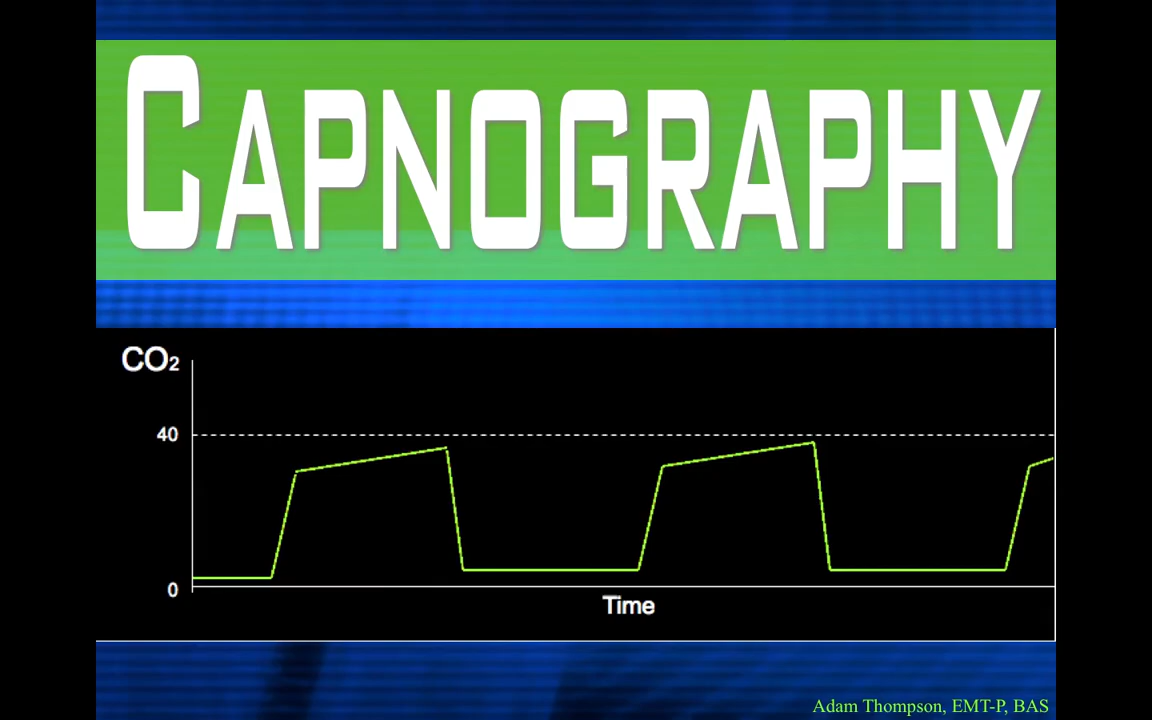 CAPNOGRAPHY
CO₂
40
0
Time
Adam Thompson, EMT-P, BAS